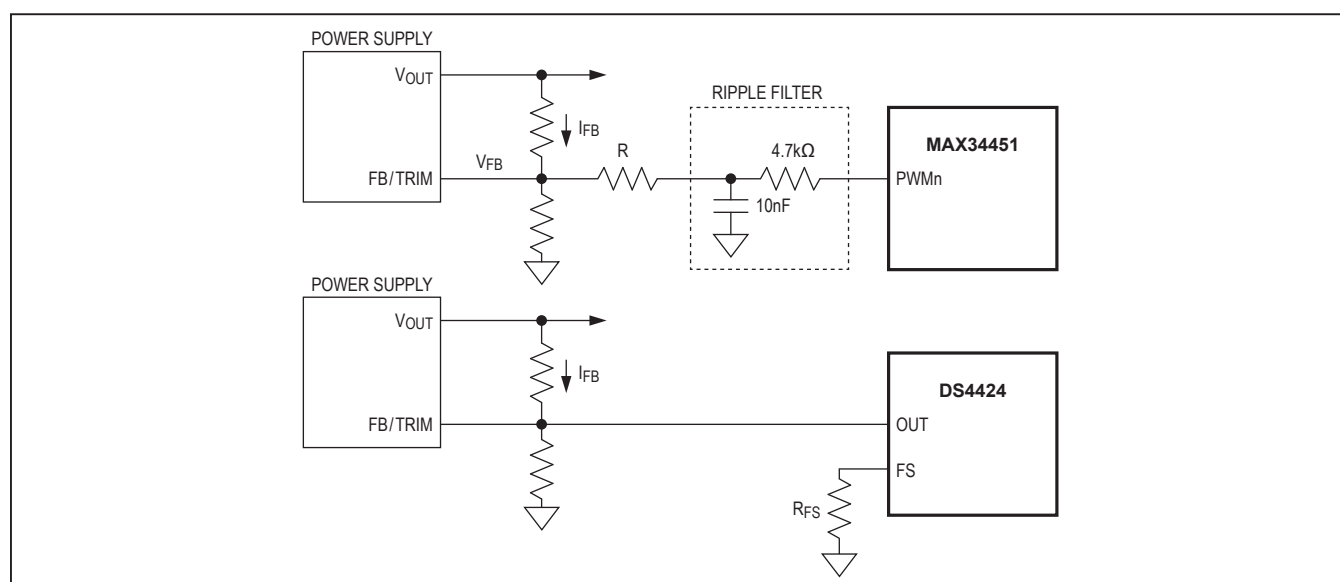 POWER SUPPLY
VOUT
IFB
VFB
FB/TRIM
R
RIPPLE FILTER
4.7kΩ
10nF
MAX34451
PWMn
POWER SUPPLY
VOUT
IFB
FB/TRIM
DS4424
OUT
FS
RFS